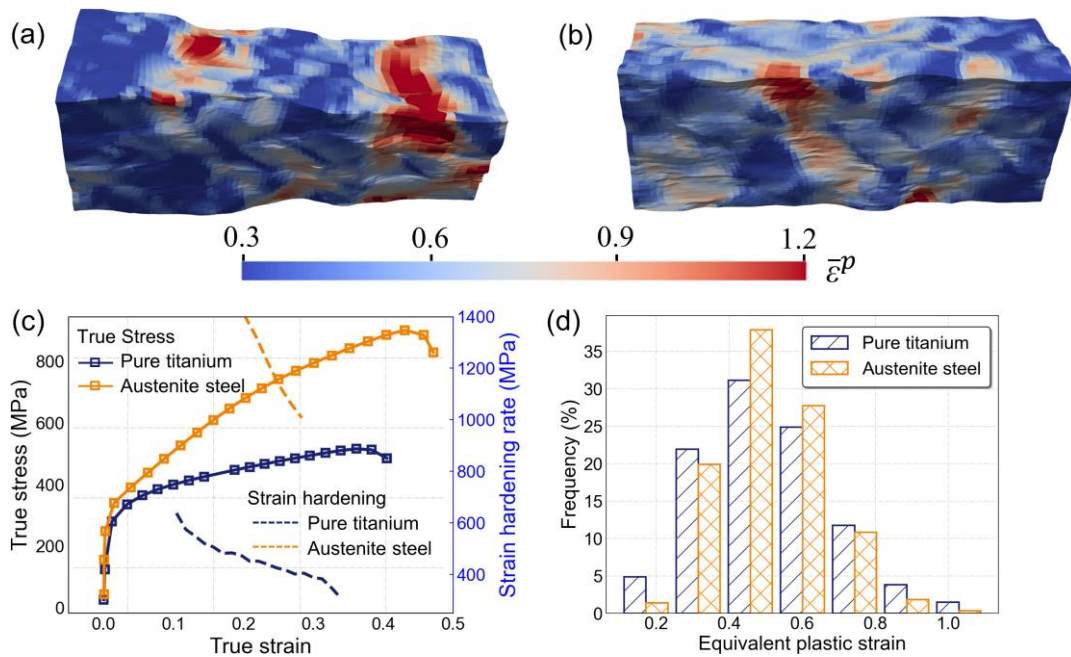 (a)
(b)
0.3 0.6 0.9 1.2
ε̅ᵖ
(c)
True Stress
Pure titanium
Austenite steel
800
600
400
200
0
True stress (MPa)
0.0 0.1 0.2 0.3 0.4 0.5
True strain
1400
1200
1000
800
600
400
Strain hardening rate (MPa)
Strain hardening
Pure titanium
Austenite steel
(d)
Pure titanium
Austenite steel
35
30
25
20
15
10
5
0
Frequency (%)
0.2 0.4 0.6 0.8 1.0
Equivalent plastic strain